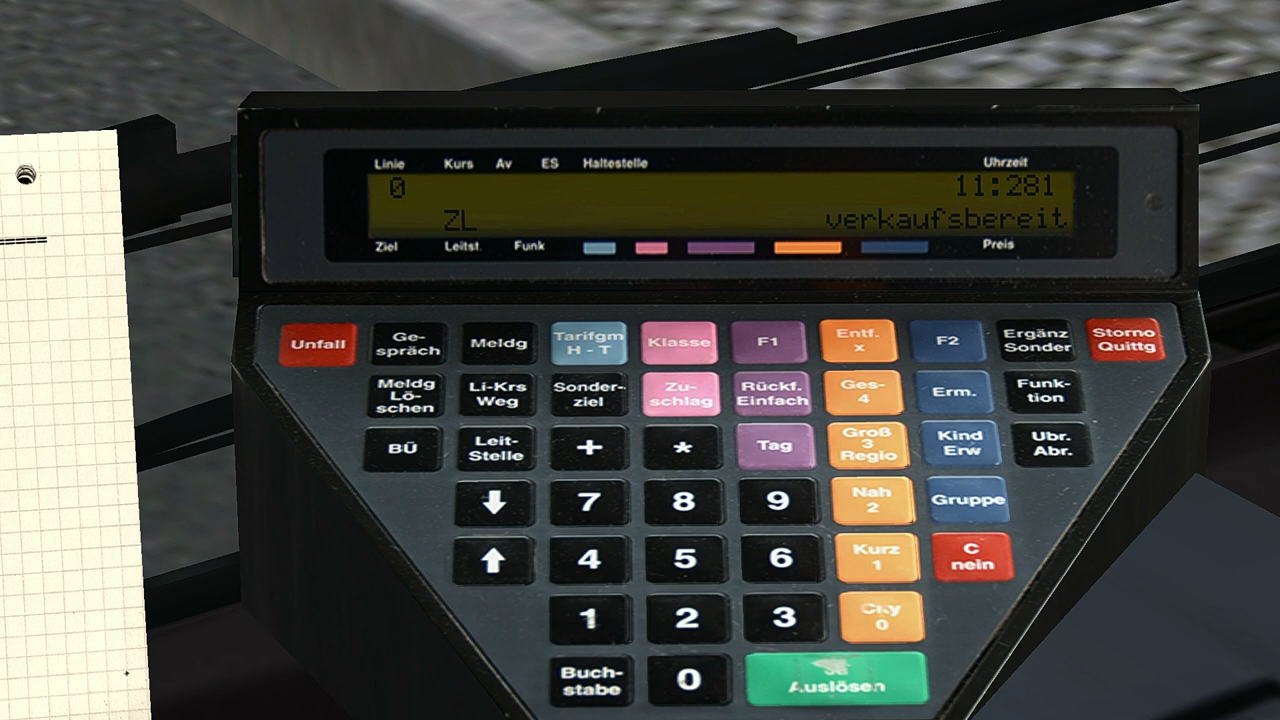 Linie Kurs Av ES Haltestelle Uhrzeit
0 11:281
ZL verkaufsbereit
Ziel Leitst. Funk Preis
Unfall
Ge-
spräch
Meldg
Tarifgm
H - T
Klasse
F1
Entf.
x
F2
Ergänz
Sonder
Storno
Quittg
Meldg
Lö-
schen
Li-Krs
Weg
Sonder-
ziel
Zu-
schlag
Rückf.
Einfach
Ges-
4
Erm.
Funk-
tion
BÜ
Leit-
Stelle
+
*
Tag
Groß
3
Regio
Kind
Erw
Ubr.
Abr.
7
8
9
Nah
2
Gruppe
4
5
6
Kurz
1
C
nein
1
2
3
City
0
Buch-
stabe
0
Auslösen